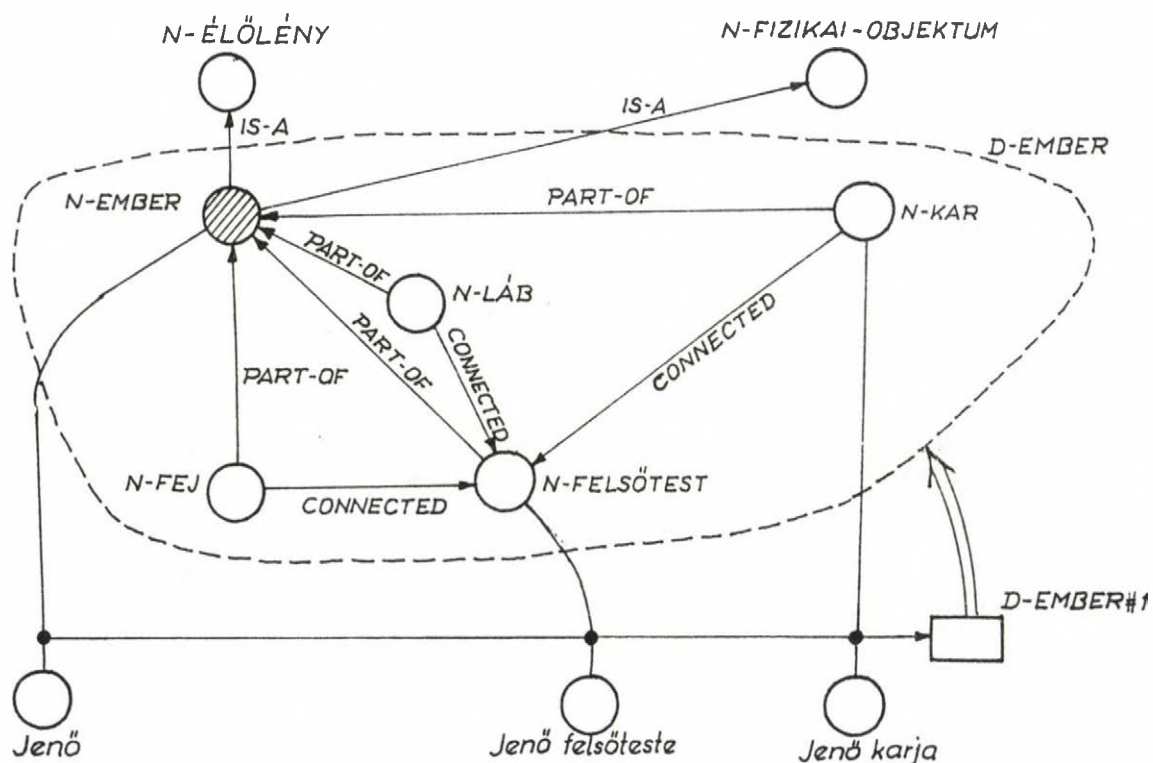 N-ÉLŐLÉNY
N-FIZIKAI-OBJEKTUM
IS-A
IS-A
D-EMBER
N-EMBER
PART-OF
N-KAR
PART-OF
N-LÁB
CONNECTED
PART-OF
CONNECTED
PART-OF
N-FEJ
CONNECTED
N-FELSŐTEST
D-EMBER#1
Jenő
Jenő felsőteste
Jenő karja